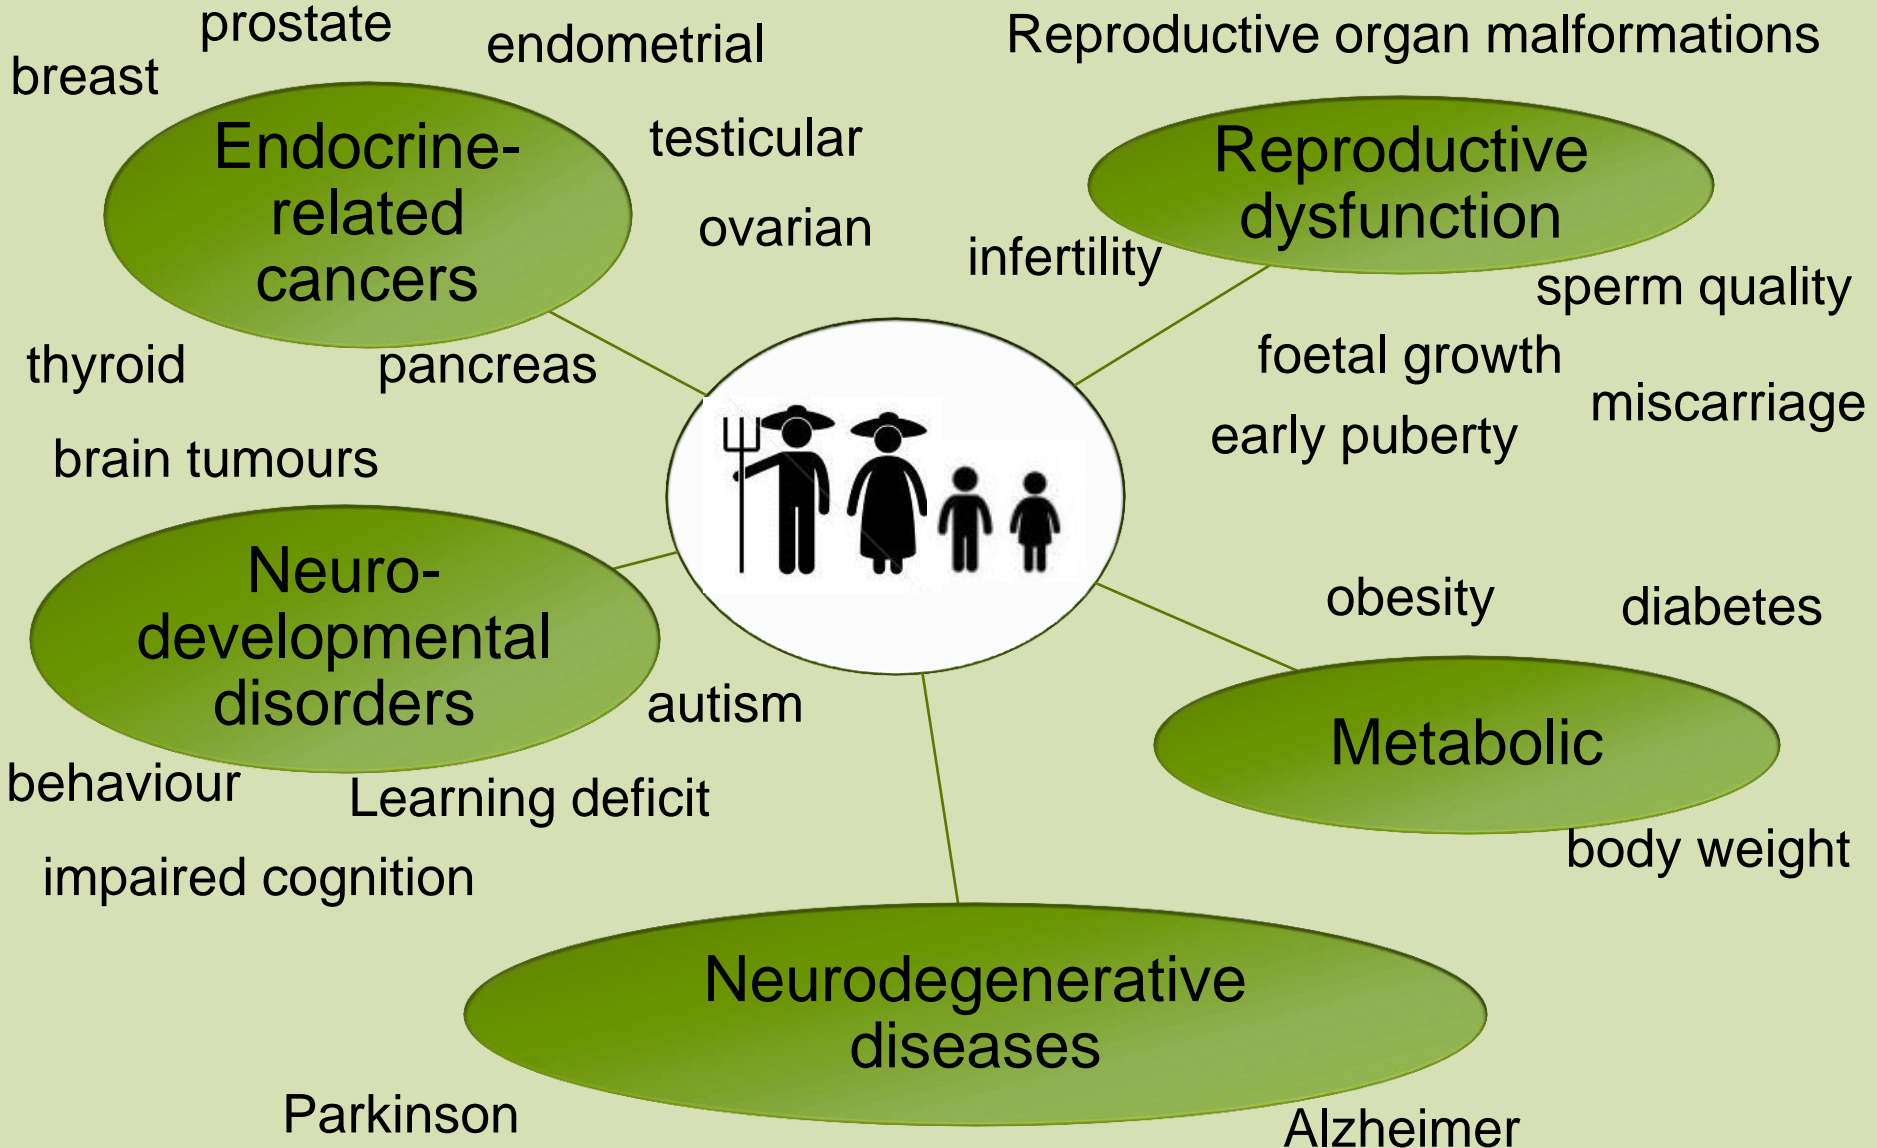 prostate
endometrial
breast
Endocrine-
related
cancers
testicular
ovarian
thyroid
pancreas
brain tumours
Reproductive organ malformations
Reproductive
dysfunction
infertility
sperm quality
foetal growth
miscarriage
early puberty
Neuro-
developmental
disorders
autism
behaviour
Learning deficit
impaired cognition
obesity
diabetes
Metabolic
body weight
Neurodegenerative
diseases
Parkinson
Alzheimer